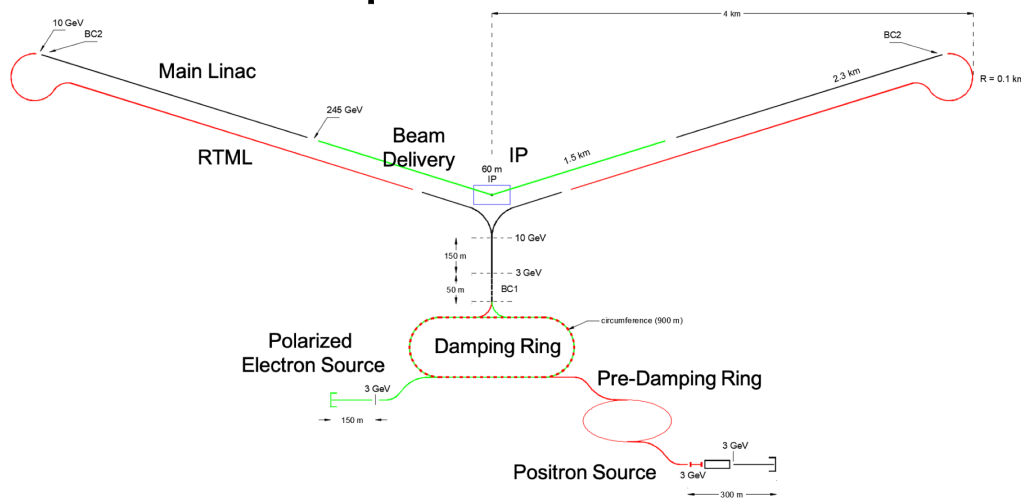 4 km
10 GeV
BC2
BC2
Main Linac
2.3 km
R = 0.1 km
245 GeV
Beam
Delivery
IP
RTML
1.5 km
60 m
IP
10 GeV
150 m
3 GeV
50 m
BC1
circumference (900 m)
Polarized
Electron Source
Damping Ring
Pre-Damping Ring
3 GeV
150 m
3 GeV
Positron Source
3 GeV
300 m